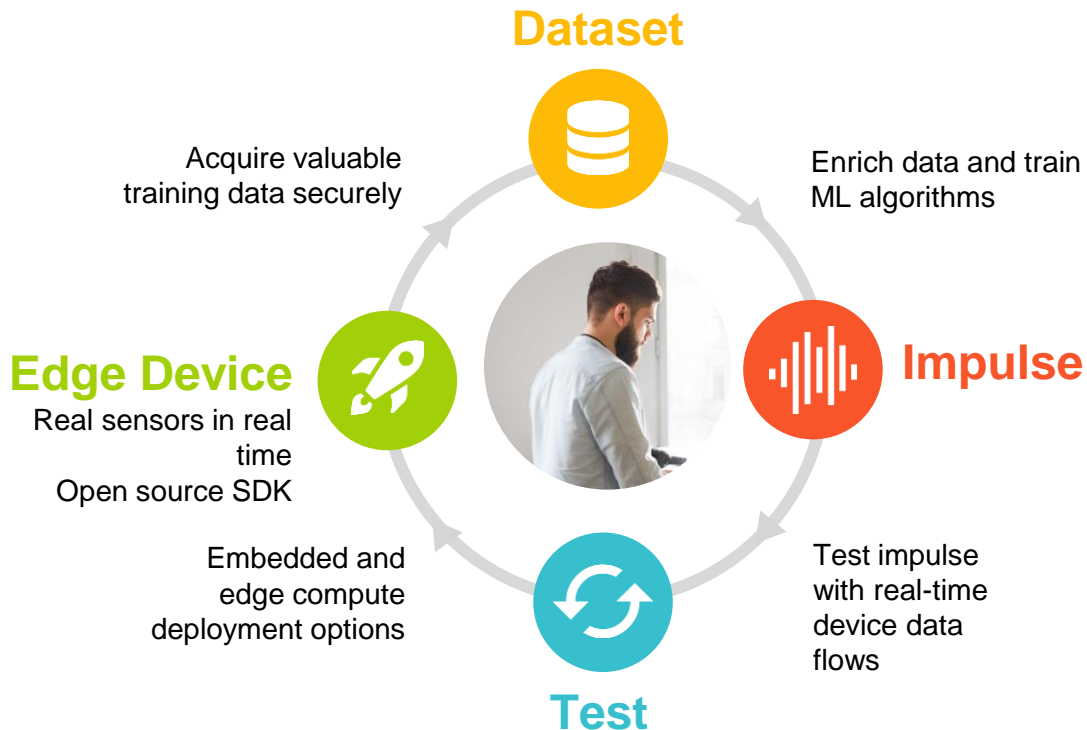 Dataset
Acquire valuable
training data securely
Enrich data and train
ML algorithms
Edge Device
Real sensors in real
time
Open source SDK
Impulse
Embedded and
edge compute
deployment options
Test impulse
with real-time
device data
flows
Test